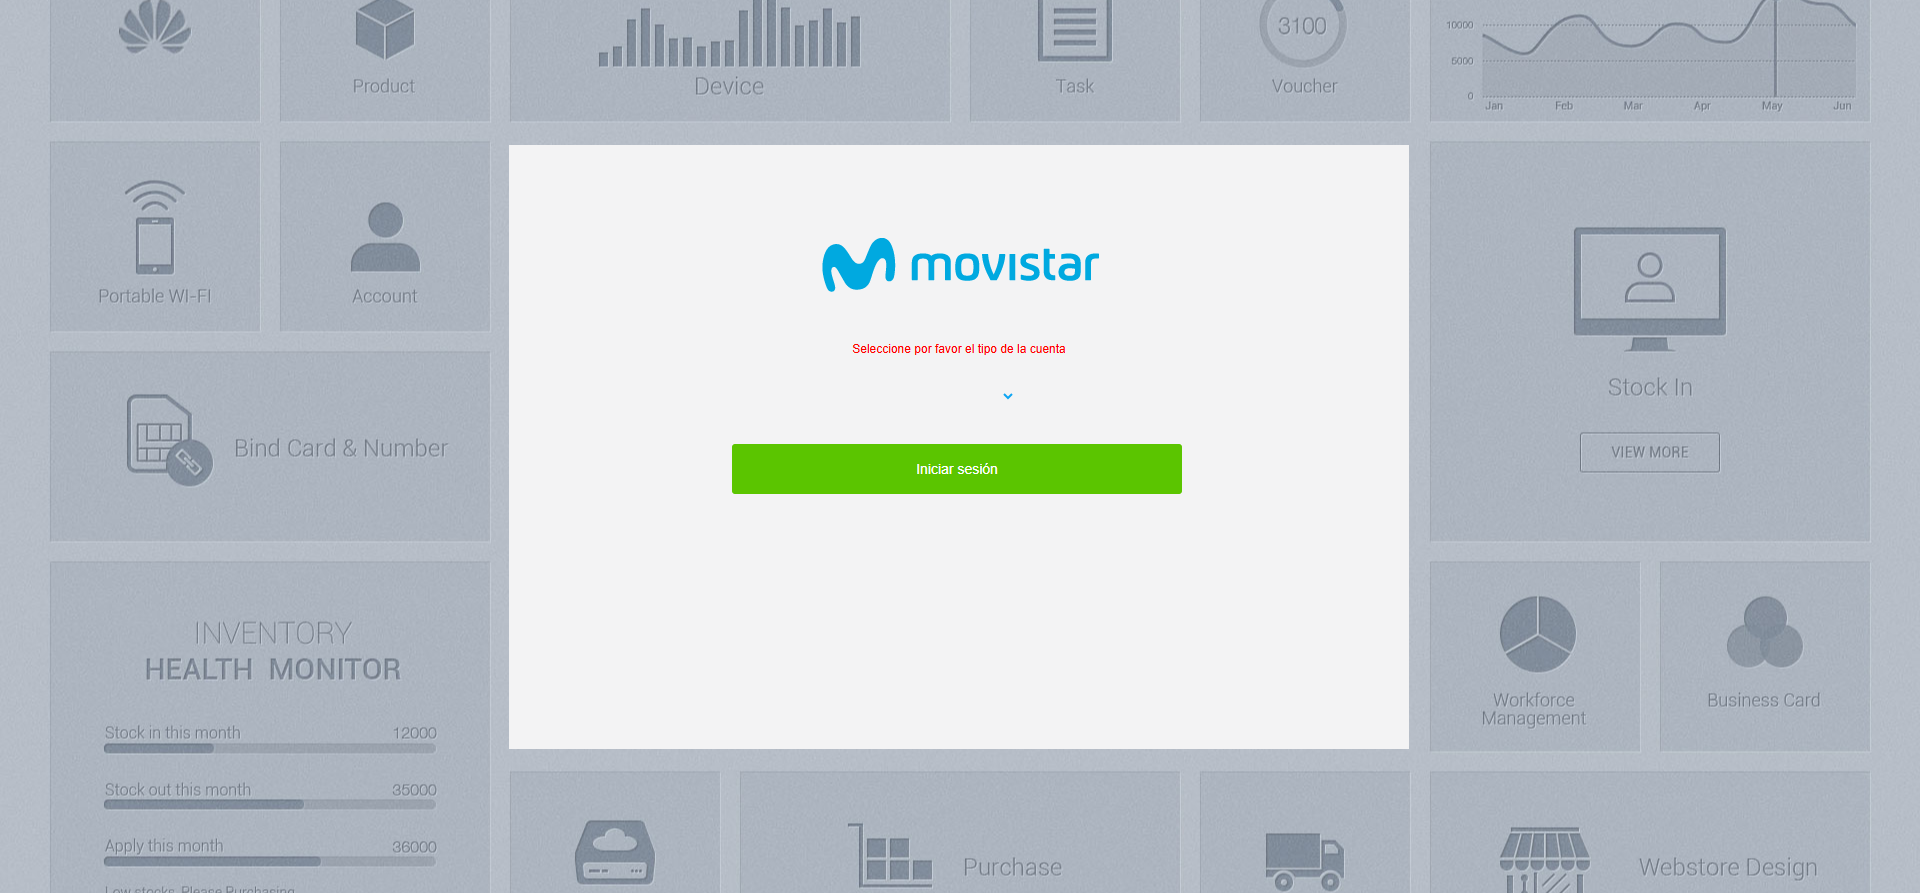 Product
Device
Task
3100
Voucher
10000
5000
0
Jan Feb Mar Apr May Jun
Portable WI-FI
Account
movistar
Seleccione por favor el tipo de la cuenta
Iniciar sesión
Stock In
VIEW MORE
Bind Card & Number
INVENTORY
HEALTH MONITOR
Stock in this month 12000
Stock out this month 35000
Apply this month 36000
Low stocks, Please Purchasing
Workforce
Management
Business Card
Purchase
Webstore Design